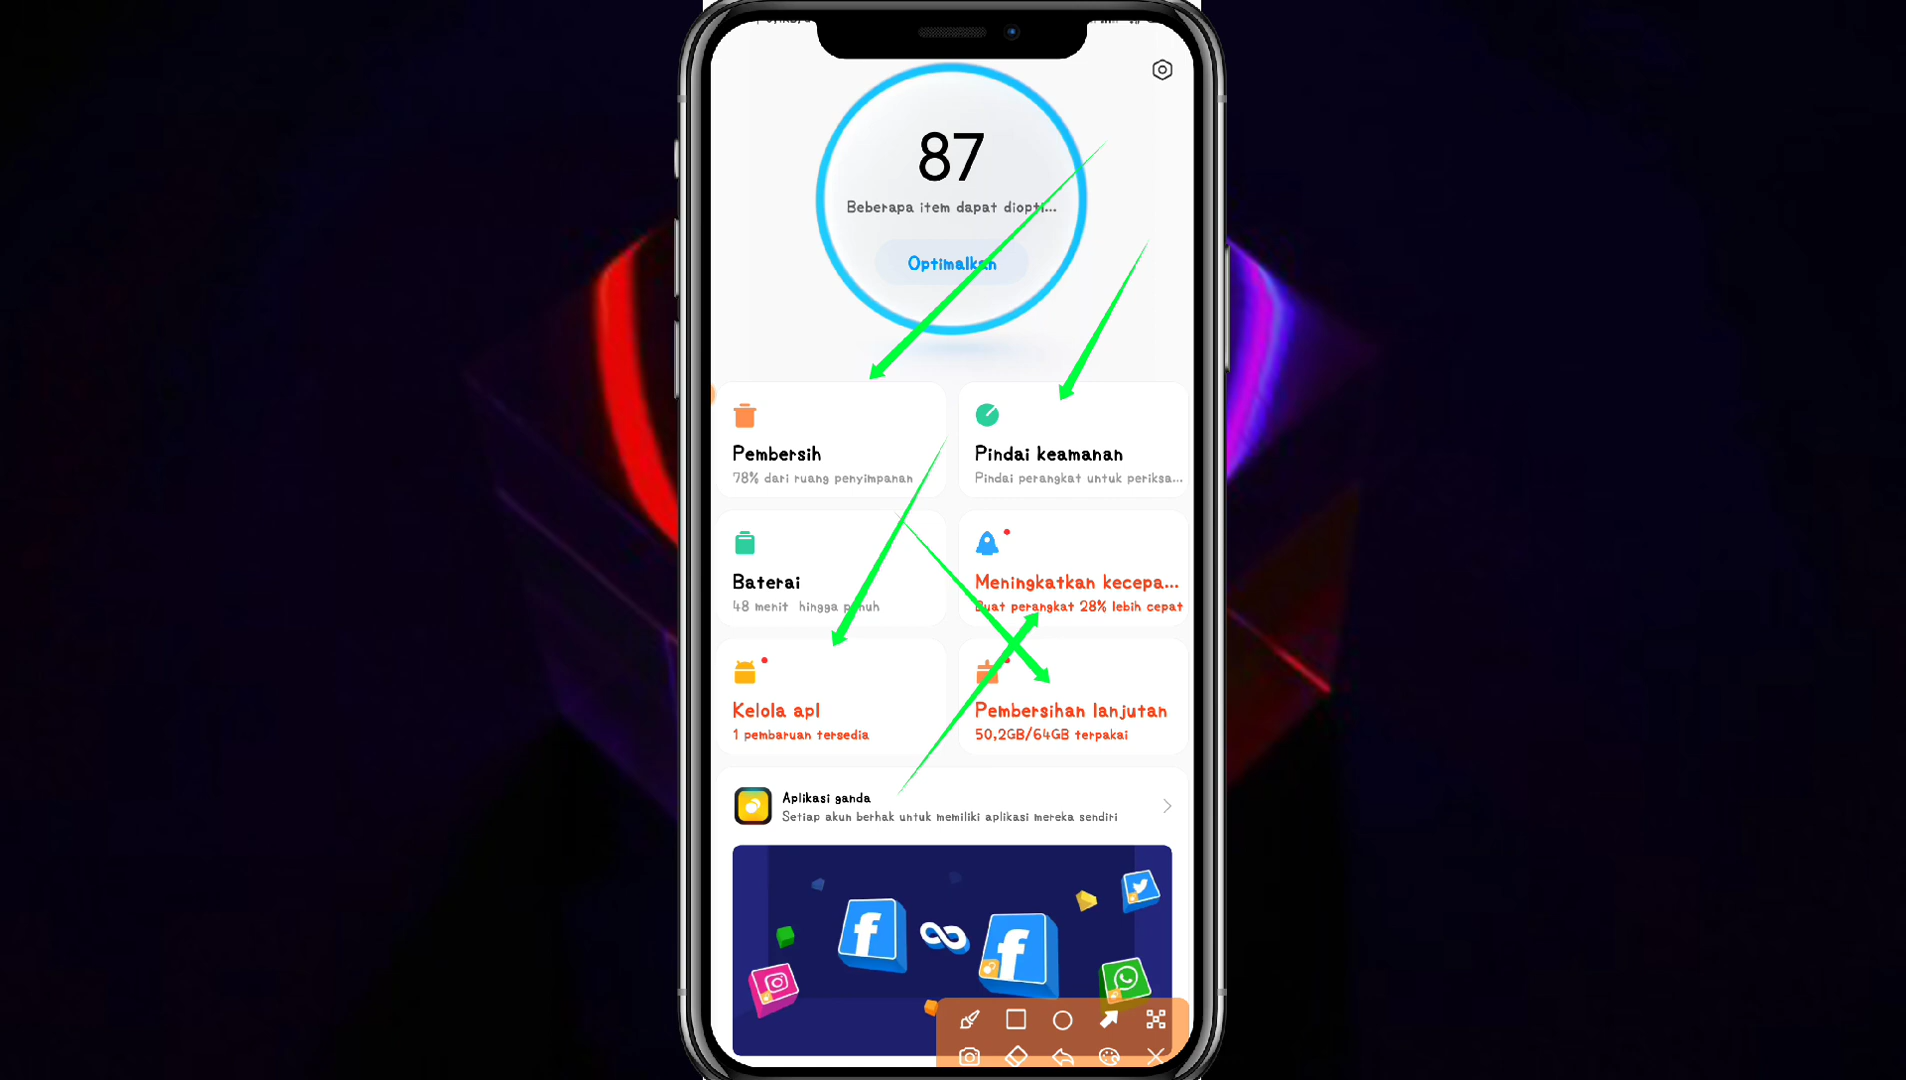 87
Beberapa item dapat diopti...
Optimalkan
Pembersih
78% dari ruang penyimpanan
Pindai keamanan
Pindai perangkat untuk periksa...
Baterai
48 menit hingga penuh
Meningkatkan kecepa...
Buat perangkat 28% lebih cepat
Kelola apl
1 pembaruan tersedia
Pembersihan lanjutan
50,2GB/64GB terpakai
Aplikasi ganda
Setiap akun berhak untuk memiliki aplikasi mereka sendiri